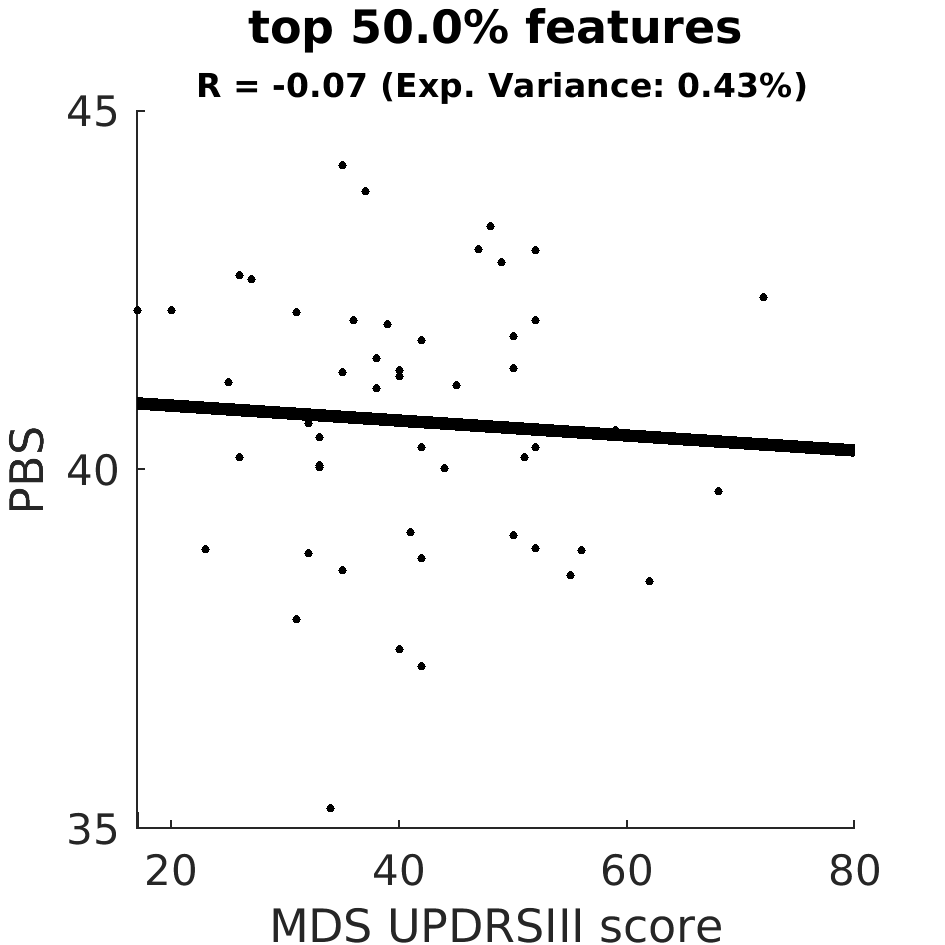 top 50.0% features
R = -0.07 (Exp. Variance: 0.43%)
45
40
35
PBS
20 40 60 80
MDS UPDRSIII score